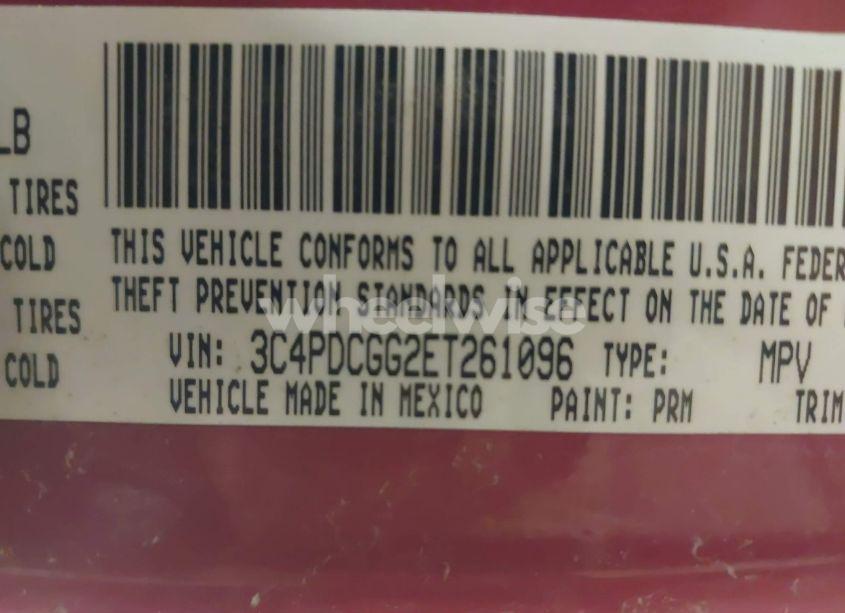 LB
TIRES
COLD
TIRES
COLD
THIS VEHICLE CONFORMS TO ALL APPLICABLE U.S.A. FEDER
THEFT PREVENTION STANDARDS IN EFFECT ON THE DATE OF
VIN: 3C4PDCGG2ET261096 TYPE: MPV
VEHICLE MADE IN MEXICO PAINT: PRM TRIM
wheelwise